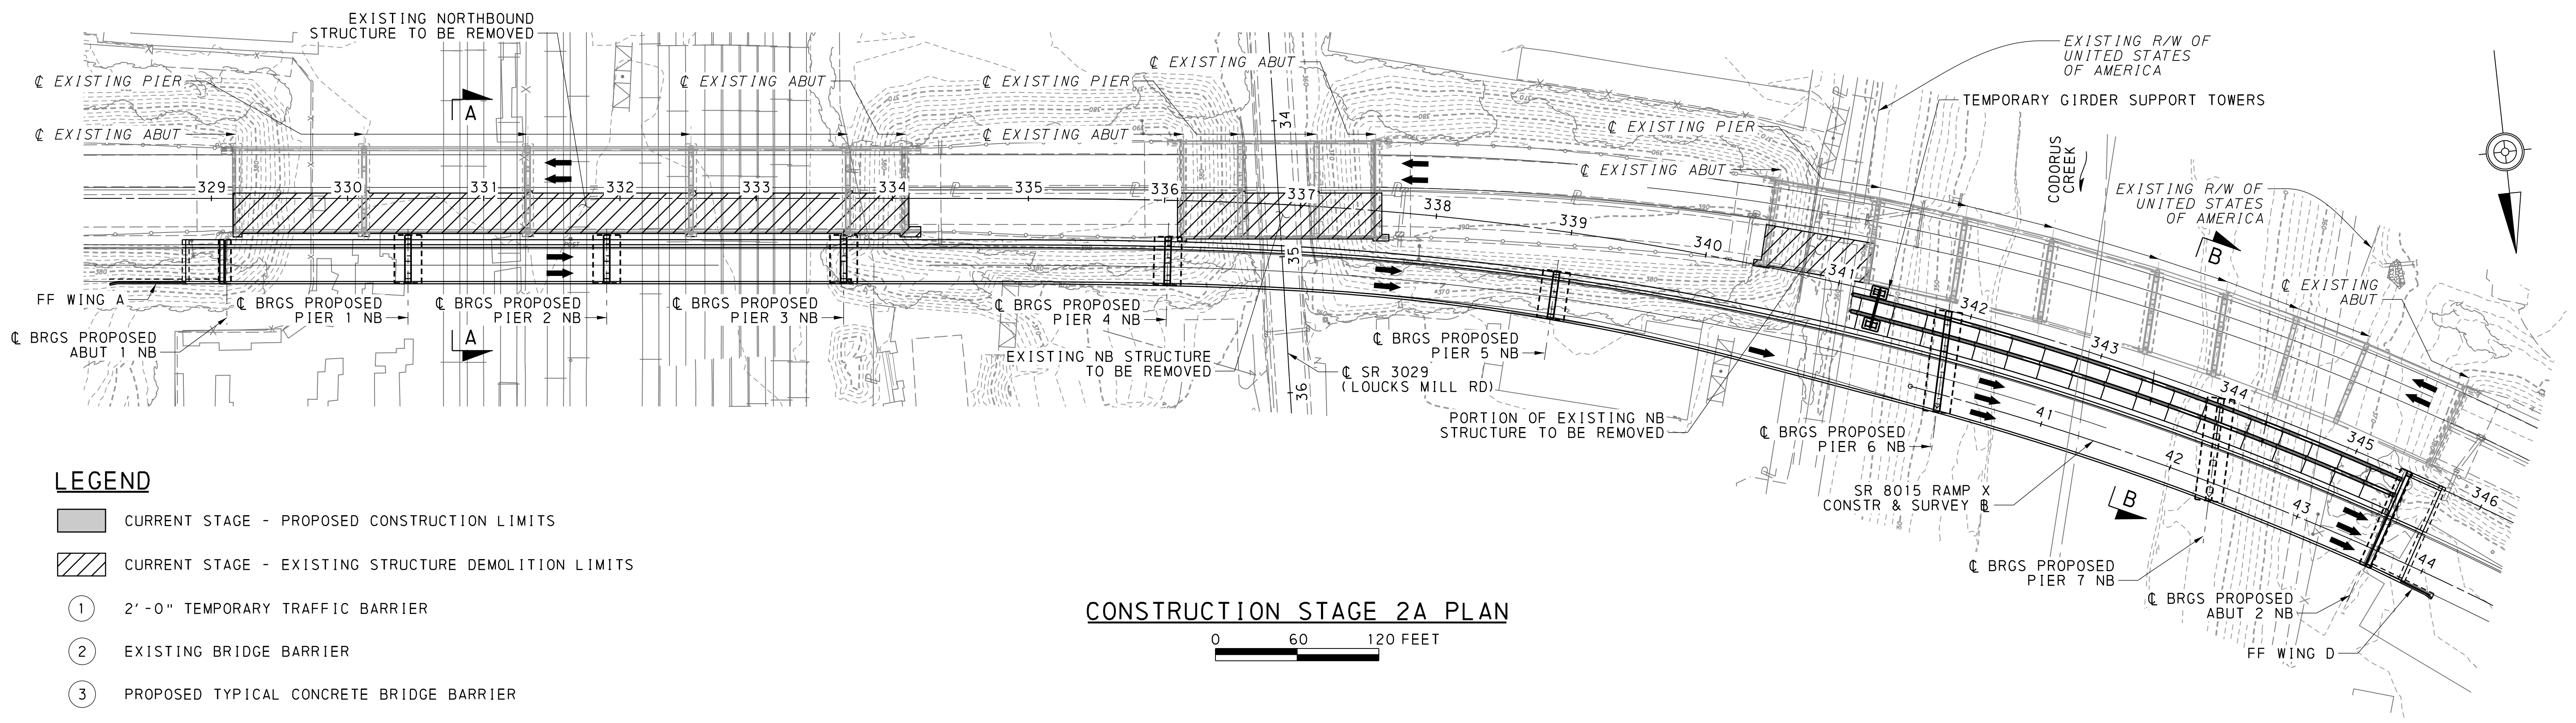 EXISTING NORTHBOUND
STRUCTURE TO BE REMOVED
℄ EXISTING PIER
℄ EXISTING ABUT
A
℄ EXISTING ABUT
℄ EXISTING PIER
℄ EXISTING ABUT
℄ EXISTING ABUT
34
℄ EXISTING PIER
℄ EXISTING ABUT
EXISTING R/W OF
UNITED STATES
OF AMERICA
TEMPORARY GIRDER SUPPORT TOWERS
CODORUS
CREEK
EXISTING R/W OF
UNITED STATES
OF AMERICA
B
℄ EXISTING
ABUT
329
330
331
332
333
334
335
336
337
338
339
340
341
342
343
344
345
346
FF WING A
℄ BRGS PROPOSED
ABUT 1 NB
℄ BRGS PROPOSED
PIER 1 NB
℄ BRGS PROPOSED
PIER 2 NB
A
℄ BRGS PROPOSED
PIER 3 NB
℄ BRGS PROPOSED
PIER 4 NB
35
EXISTING NB STRUCTURE
TO BE REMOVED
℄ SR 3029
(LOUCKS MILL RD)
36
℄ BRGS PROPOSED
PIER 5 NB
PORTION OF EXISTING NB
STRUCTURE TO BE REMOVED
℄ BRGS PROPOSED
PIER 6 NB
41
42
43
44
SR 8015 RAMP X
CONSTR & SURVEY ℄
B
℄ BRGS PROPOSED
PIER 7 NB
℄ BRGS PROPOSED
ABUT 2 NB
FF WING D
LEGEND
CURRENT STAGE - PROPOSED CONSTRUCTION LIMITS
CURRENT STAGE - EXISTING STRUCTURE DEMOLITION LIMITS
1 2'-0" TEMPORARY TRAFFIC BARRIER
2 EXISTING BRIDGE BARRIER
3 PROPOSED TYPICAL CONCRETE BRIDGE BARRIER
CONSTRUCTION STAGE 2A PLAN
0 60 120 FEET